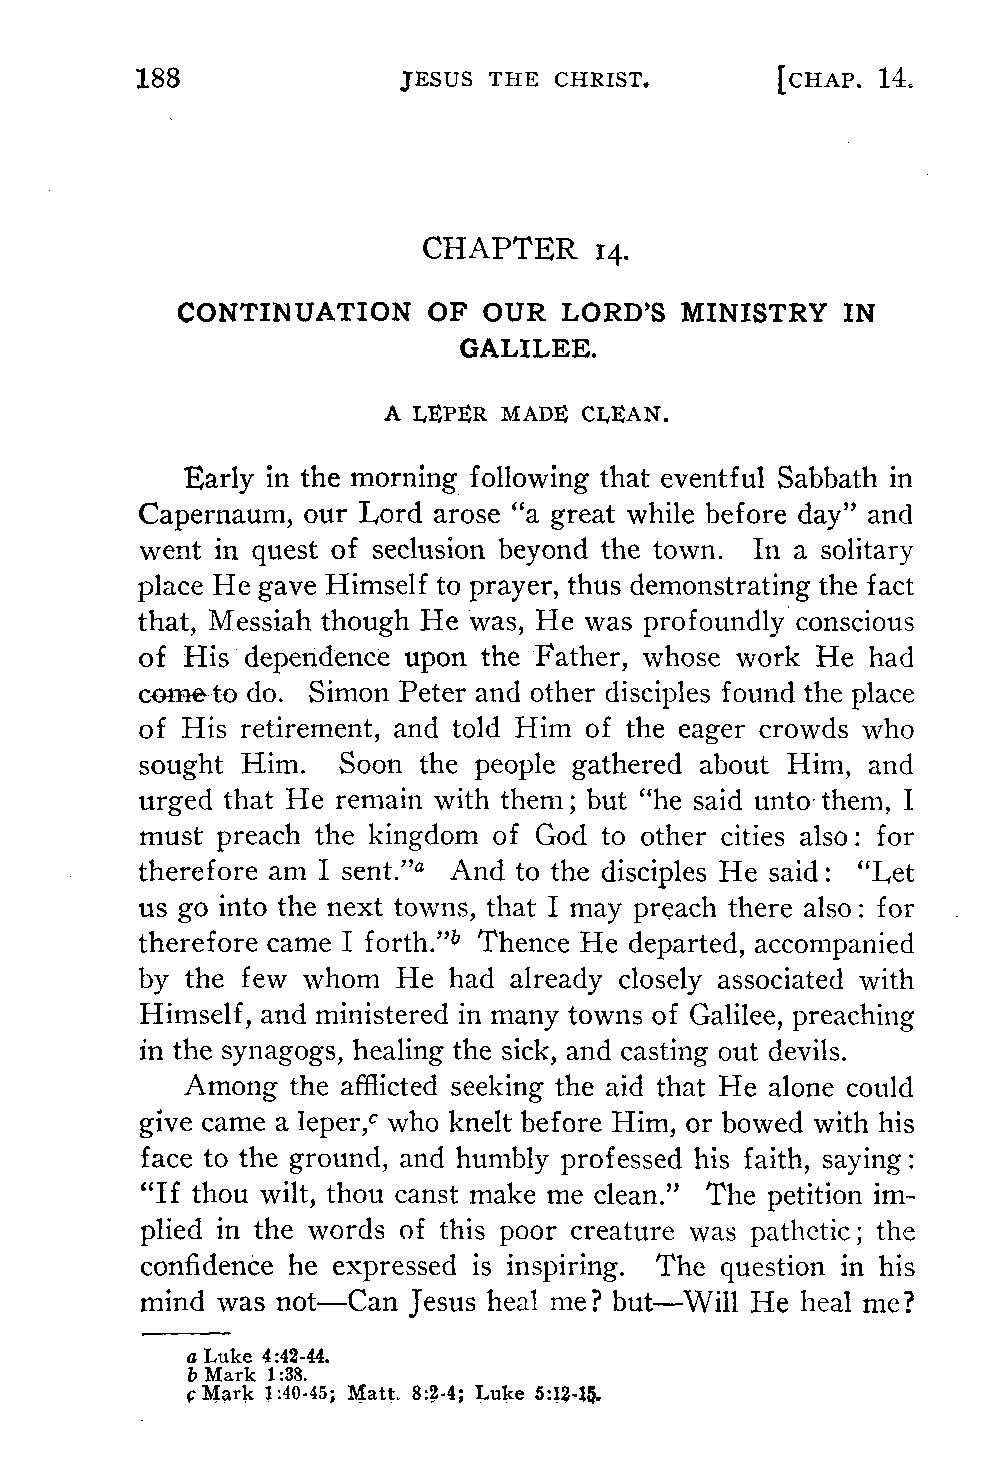 188 JESUS THE CHRIST. [CHAP. 14.
CHAPTER 14.
CONTINUATION OF OUR LORD'S MINISTRY IN
GALILEE.
A LEPER MADE CLEAN.
Early in the morning following that eventful Sabbath in
Capernaum, our Lord arose “a great while before day” and
went in quest of seclusion beyond the town. In a solitary
place He gave Himself to prayer, thus demonstrating the fact
that, Messiah though He was, He was profoundly conscious
of His dependence upon the Father, whose work He had
come to do. Simon Peter and other disciples found the place
of His retirement, and told Him of the eager crowds who
sought Him. Soon the people gathered about Him, and
urged that He remain with them; but “he said unto them, I
must preach the kingdom of God to other cities also: for
therefore am I sent.”a And to the disciples He said: “Let
us go into the next towns, that I may preach there also: for
therefore came I forth.”b Thence He departed, accompanied
by the few whom He had already closely associated with
Himself, and ministered in many towns of Galilee, preaching
in the synagogs, healing the sick, and casting out devils.
Among the afflicted seeking the aid that He alone could
give came a leper,c who knelt before Him, or bowed with his
face to the ground, and humbly professed his faith, saying:
“If thou wilt, thou canst make me clean.” The petition im-
plied in the words of this poor creature was pathetic; the
confidence he expressed is inspiring. The question in his
mind was not—Can Jesus heal me? but—Will He heal me?
a Luke 4:42-44.
b Mark 1:38.
c Mark 1:40-45; Matt. 8:2-4; Luke 5:12-15.